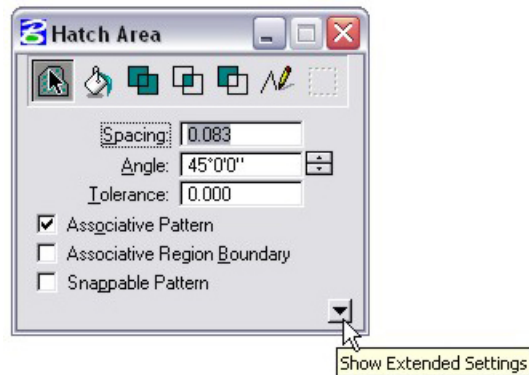 Hatch Area
Spacing: 0.083
Angle: 45°0'0"
Tolerance: 0.000
Associative Pattern
Associative Region Boundary
Snappable Pattern
Show Extended Settings